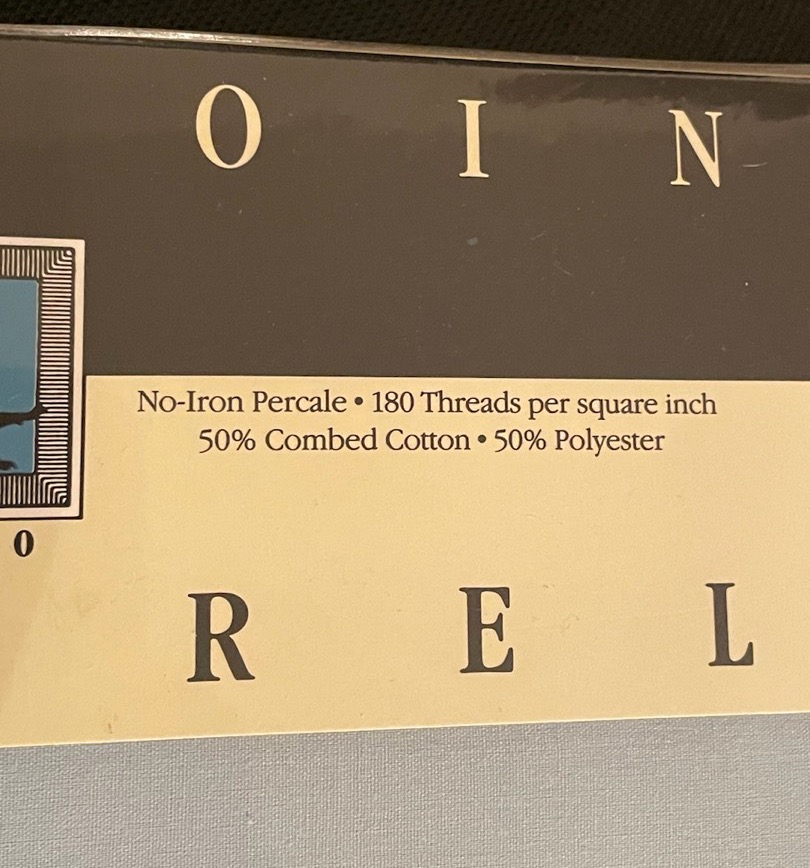 O I N
No-Iron Percale • 180 Threads per square inch
50% Combed Cotton • 50% Polyester
0
R E L